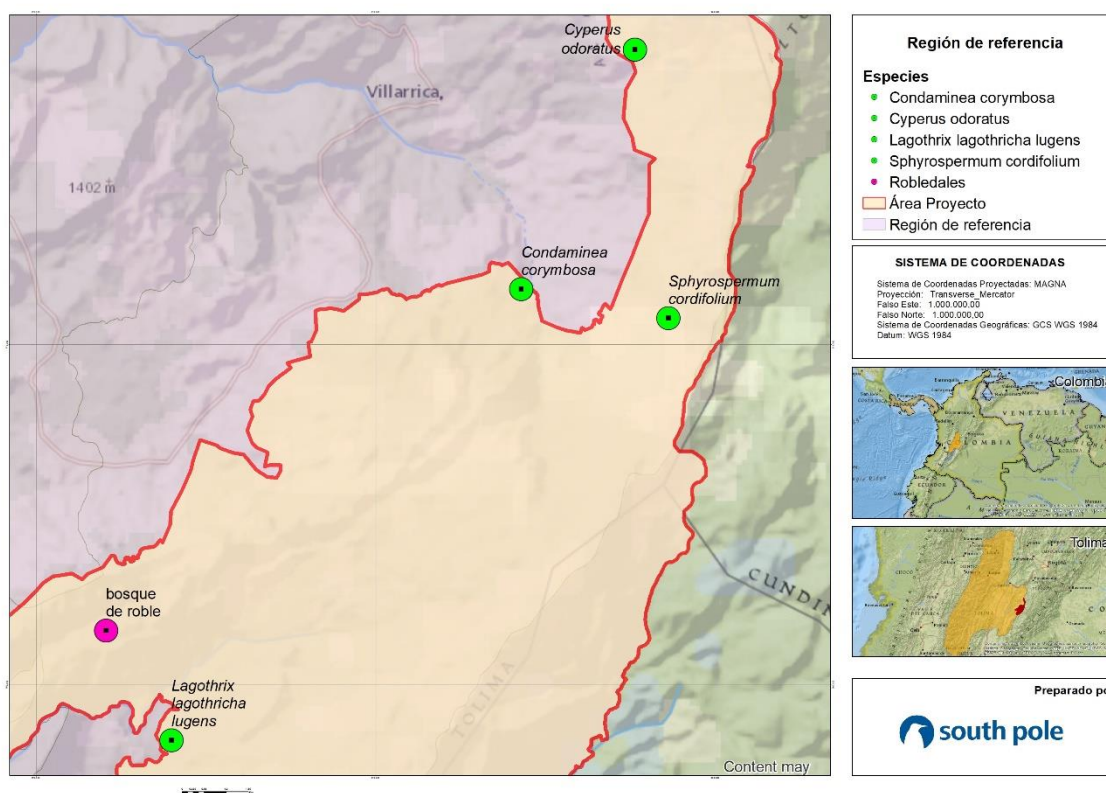 Cyperus
odoratus
Villarrica,
1402 m
Condaminea
corymbosa
Sphyrospermum
cordifolium
bosque
de roble
Lagothrix
lagothricha
lugens
TOLIMA
CUNDIN
Content may
Región de referencia
Especies
Condaminea corymbosa
Cyperus odoratus
Lagothrix lagothricha lugens
Sphyrospermum cordifolium
Robledales
Área Proyecto
Región de referencia
SISTEMA DE COORDENADAS
Sistema de Coordenadas Proyectadas: MAGNA
Proyección: Transverse_Mercator
Falso Este: 1.000.000,00
Falso Norte: 1.000.000,00
Sistema de Coordenadas Geográficas: GCS WGS 1984
Datum: WGS 1984
Colombia
VENEZUELA
COLOMBIA
ECUADOR
Tolima
Preparado po
south pole